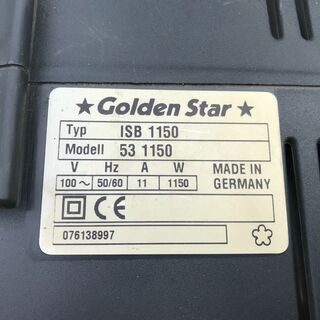 ★ Golden Star ★
Typ ISB 1150
Modell 53 1150
V Hz A W MADE IN
100~ 50/60 11 1150 GERMANY
CE
076138997